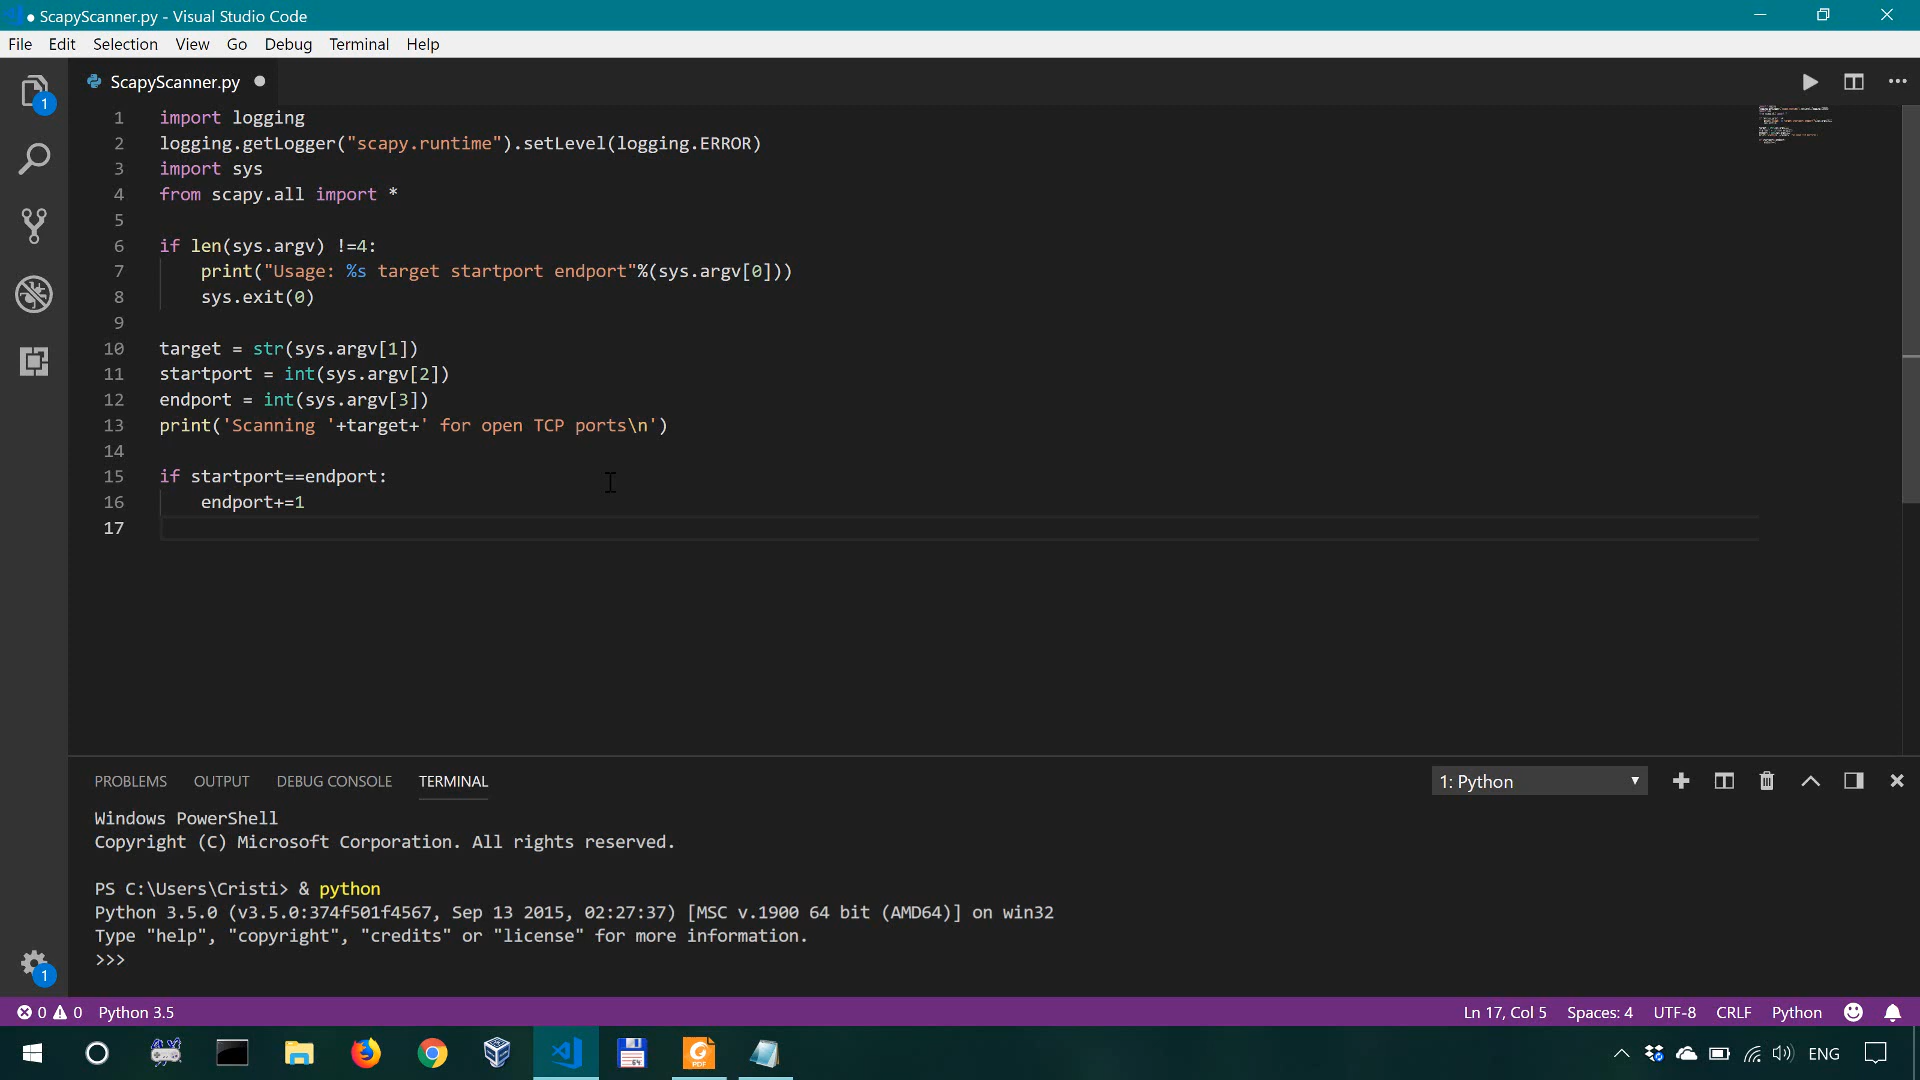 ● ScapyScanner.py - Visual Studio Code
File Edit Selection View Go Debug Terminal Help
1
ScapyScanner.py ●
1 import logging
2 logging.getLogger("scapy.runtime").setLevel(logging.ERROR)
3 import sys
4 from scapy.all import *
5
6 if len(sys.argv) !=4:
7 print("Usage: %s target startport endport"%(sys.argv[0]))
8 sys.exit(0)
9
10 target = str(sys.argv[1])
11 startport = int(sys.argv[2])
12 endport = int(sys.argv[3])
13 print('Scanning '+target+' for open TCP ports\n')
14
15 if startport==endport:
16 endport+=1
17
PROBLEMS OUTPUT DEBUG CONSOLE TERMINAL 1: Python
Windows PowerShell
Copyright (C) Microsoft Corporation. All rights reserved.
PS C:\Users\Cristi> & python
Python 3.5.0 (v3.5.0:374f501f4567, Sep 13 2015, 02:27:37) [MSC v.1900 64 bit (AMD64)] on win32
Type "help", "copyright", "credits" or "license" for more information.
>>>
1
0 0 Python 3.5 Ln 17, Col 5 Spaces: 4 UTF-8 CRLF Python
64 PDF ENG